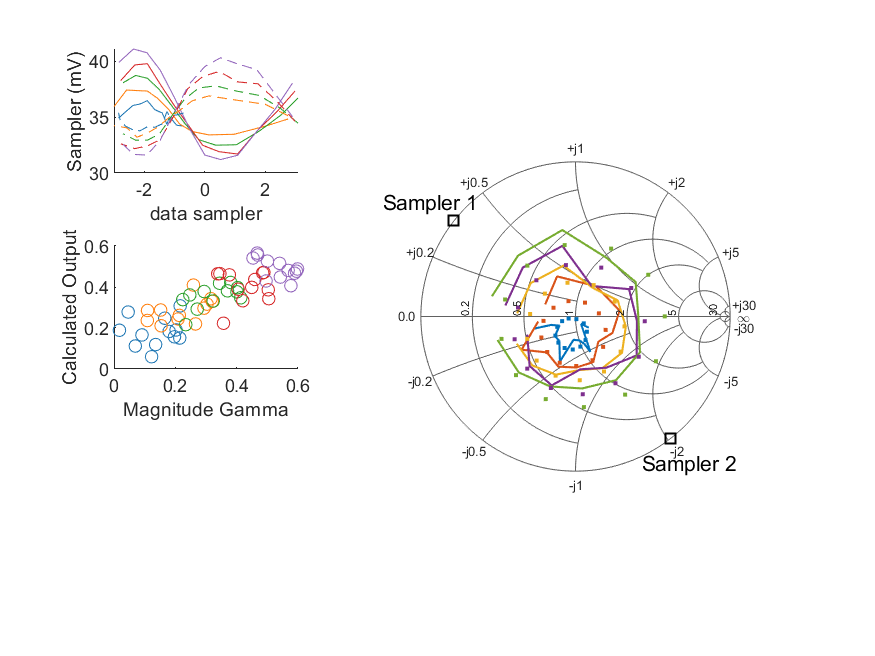 Sampler (mV)
40
35
30
-2
0
2
data sampler
Calculated Output
0.6
0.4
0.2
0
0
0.2
0.4
0.6
Magnitude Gamma
+j1
+j0.5
+j2
Sampler 1
+j0.2
+j5
0.0
0.2
0.5
1
2
5
30
+j30
∞
-j30
-j0.2
-j5
-j0.5
-j2
Sampler 2
-j1